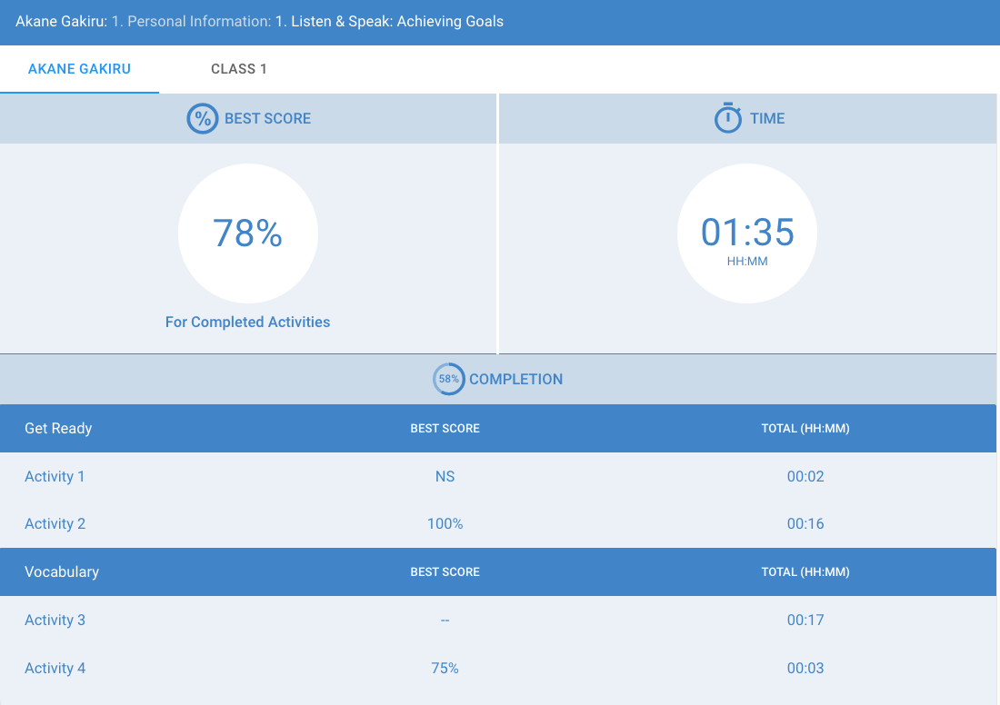 Akane Gakiru: 1. Personal Information: 1. Listen & Speak: Achieving Goals
AKANE GAKIRU CLASS 1
% BEST SCORE TIME
78% 01:35
HH:MM
For Completed Activities
58% COMPLETION
Get Ready BEST SCORE TOTAL (HH:MM)
Activity 1 NS 00:02
Activity 2 100% 00:16
Vocabulary BEST SCORE TOTAL (HH:MM)
Activity 3 -- 00:17
Activity 4 75% 00:03